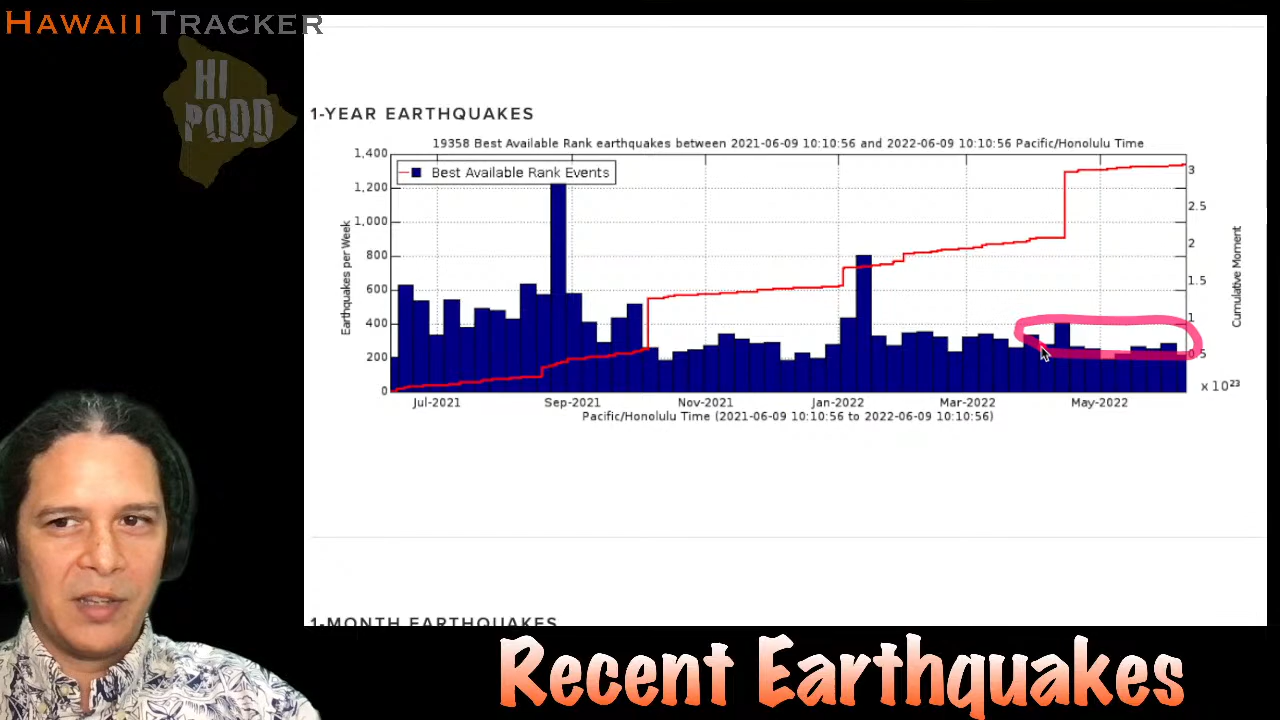 HAWAII TRACKER
HI
PODD
1-YEAR EARTHQUAKES
19358 Best Available Rank earthquakes between 2021-06-09 10:10:56 and 2022-06-09 10:10:56 Pacific/Honolulu Time
Best Available Rank Events
1,400
1,200
1,000
800
600
400
200
0
Earthquakes per Week
3
2.5
2
1.5
1
0.5
x 10²³
Cumulative Moment
Jul-2021 Sep-2021 Nov-2021 Jan-2022 Mar-2022 May-2022
Pacific/Honolulu Time (2021-06-09 10:10:56 to 2022-06-09 10:10:56)
1-MONTH EARTHQUAKES
Recent Earthquakes